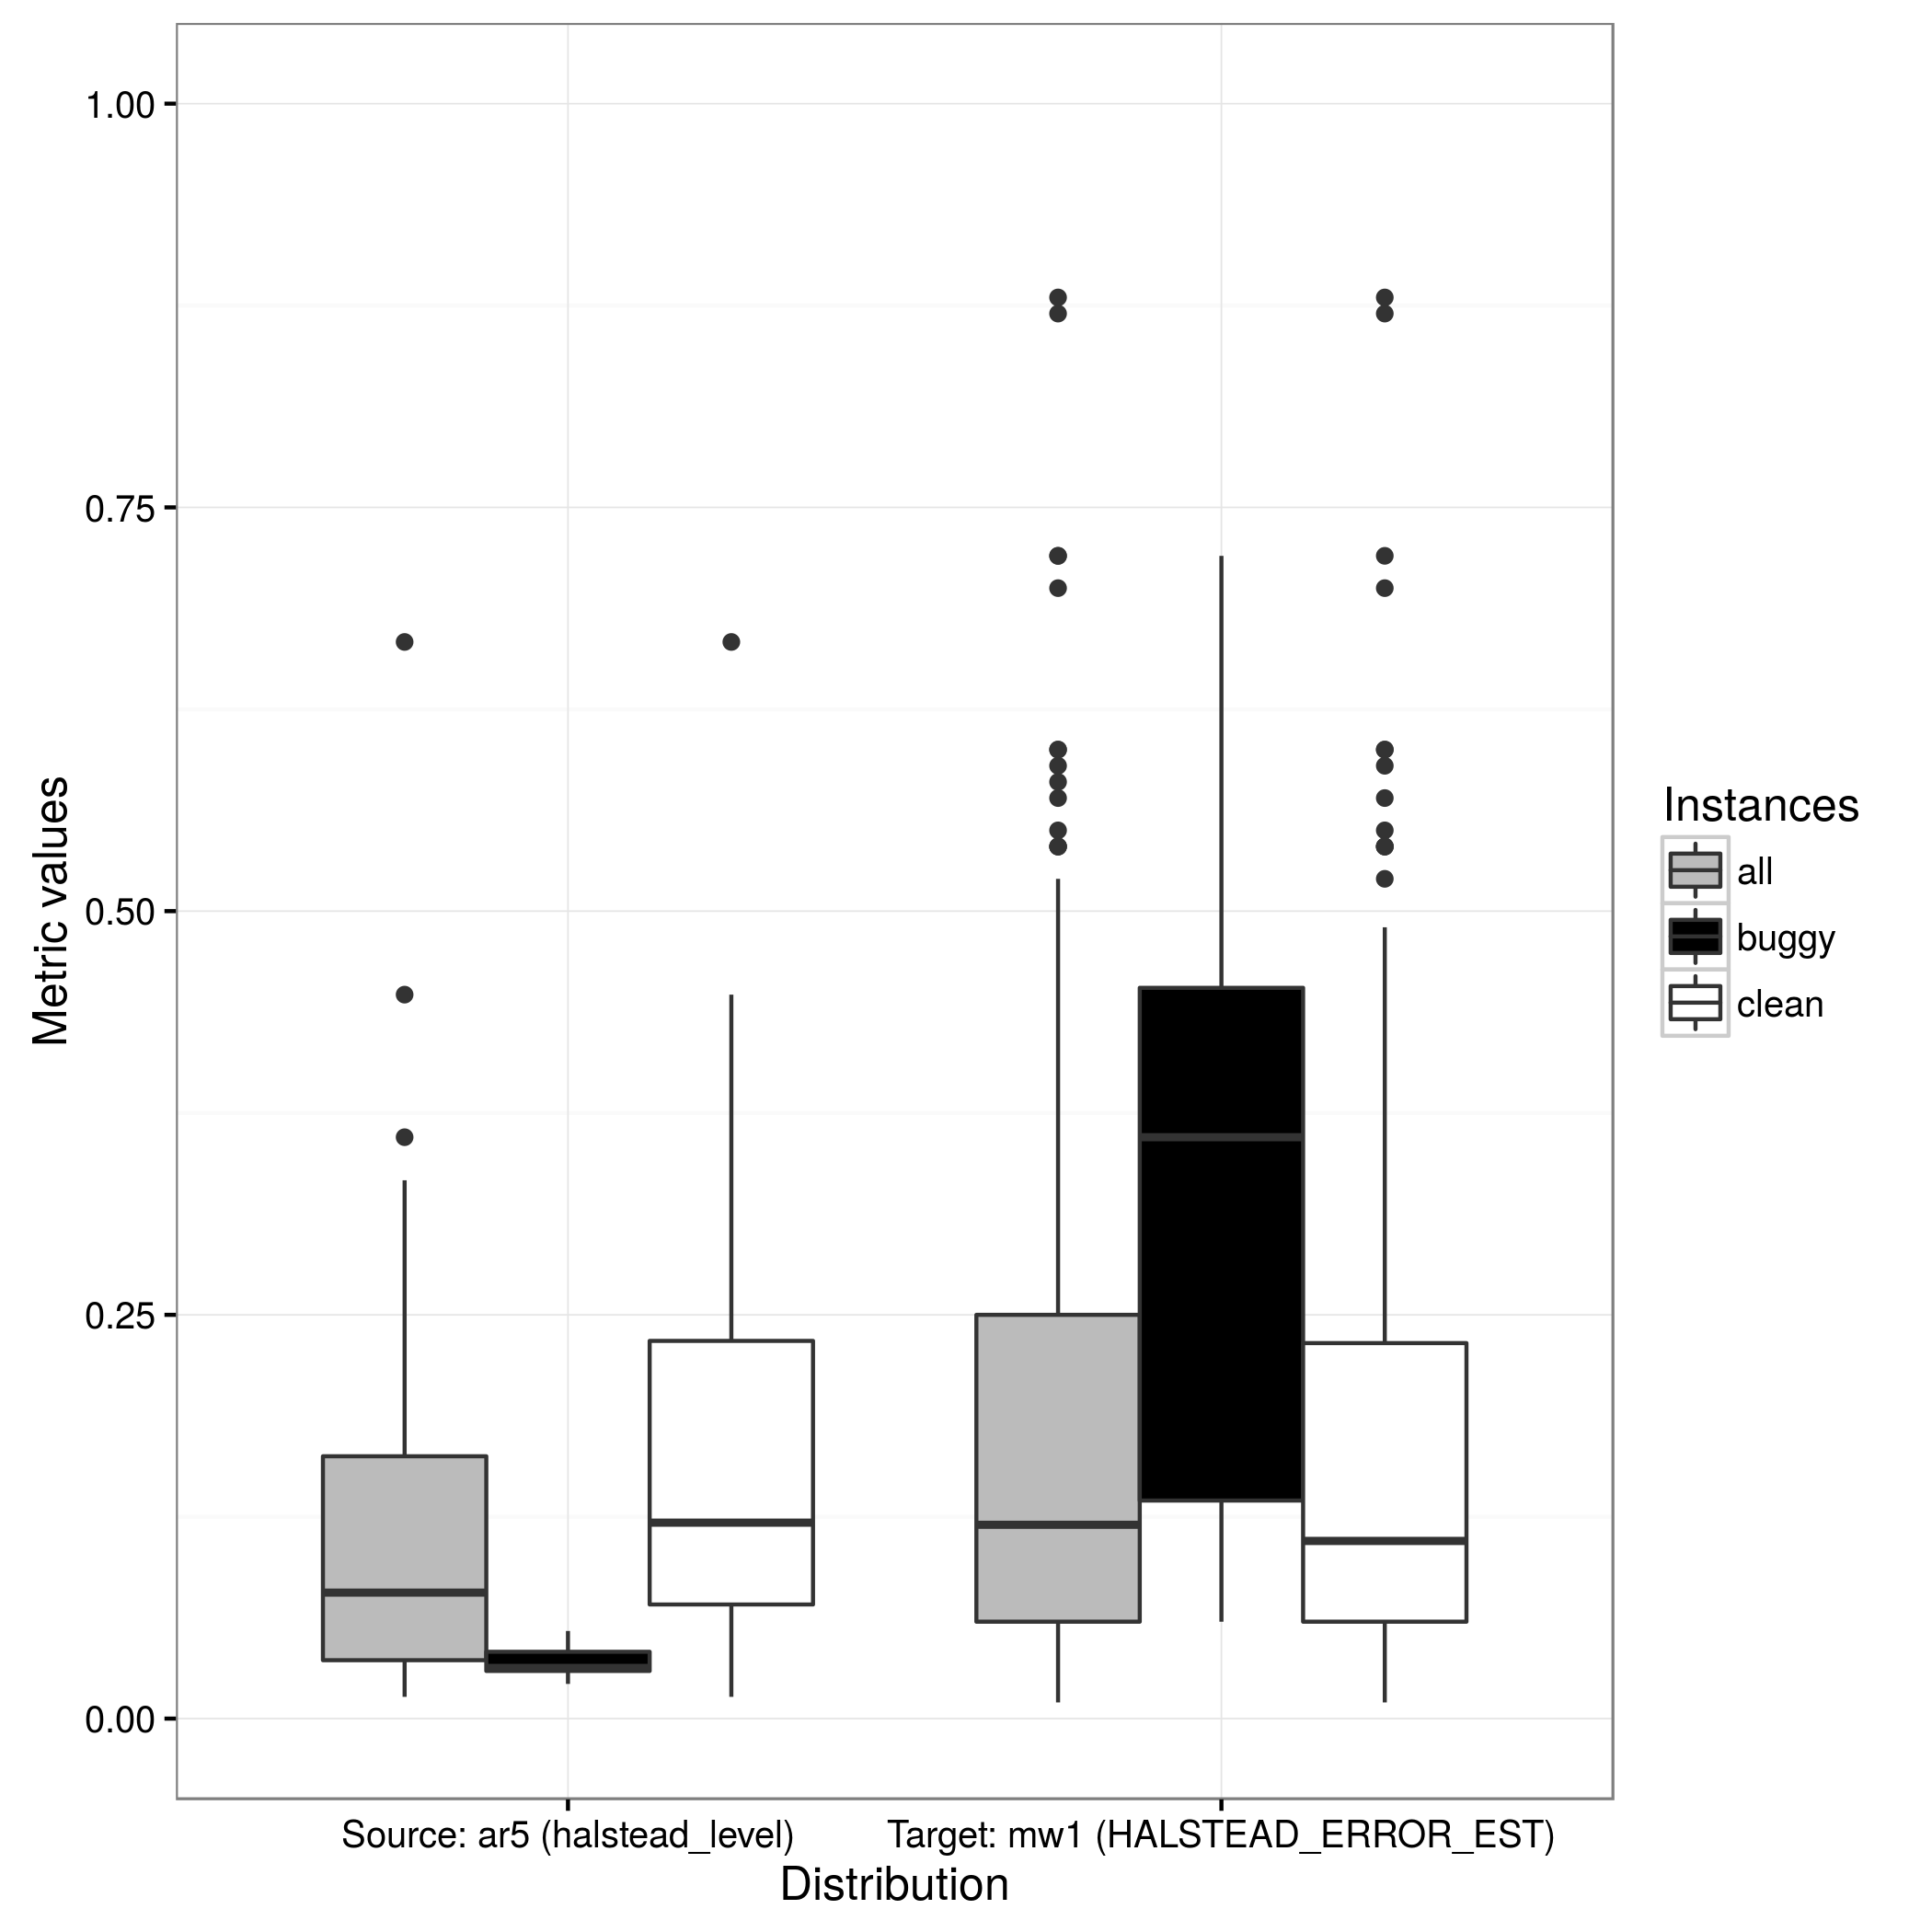 1.00
0.75
0.50
0.25
0.00
Metric values
Source: ar5 (halstead_level)
Target: mw1 (HALSTEAD_ERROR_EST)
Distribution
Instances
all
buggy
clean